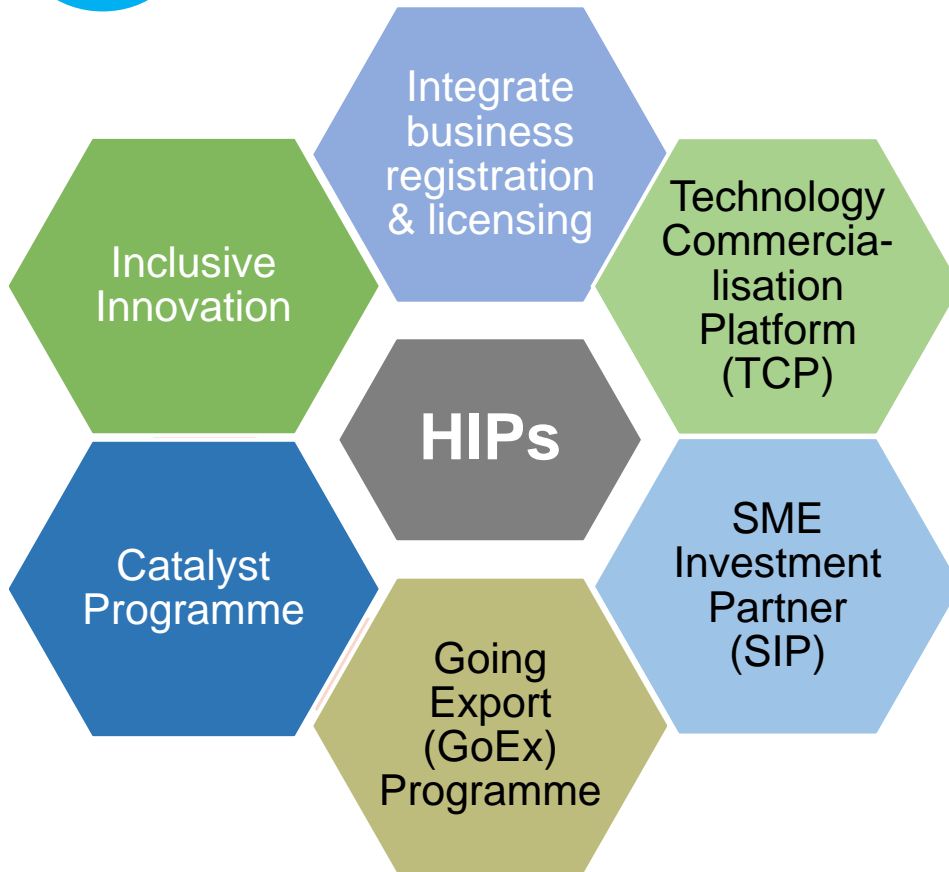 Integrate
business
registration
& licensing
Technology
Commercia-
lisation
Platform
(TCP)
Inclusive
Innovation
HIPs
SME
Investment
Partner
(SIP)
Catalyst
Programme
Going
Export
(GoEx)
Programme